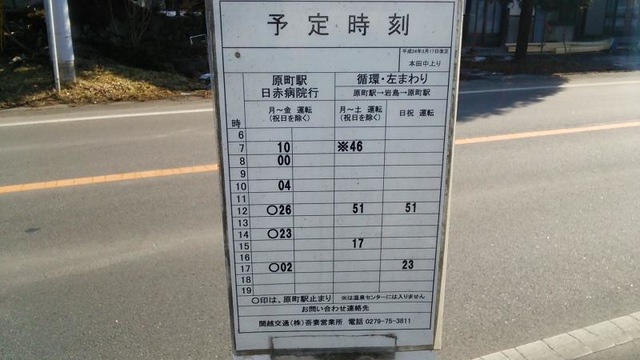 予定時刻
平成24年3月17日改正
本田中上り
原町駅
日赤病院行
循環・左まわり
原町駅→岩島→原町駅
時
月～金 運転
(祝日を除く)
月～土 運転
(祝日を除く)
日祝 運転
6
7 10 ※46
8 00
9
10 04
11
12 〇26 51 51
13
14 〇23
15 17
16
17 〇02 23
18
19
〇印は、原町駅止まり ※は温泉センターには入りません
お問い合わせ連絡先
関越交通(株)吾妻営業所 電話 0279-75-3811